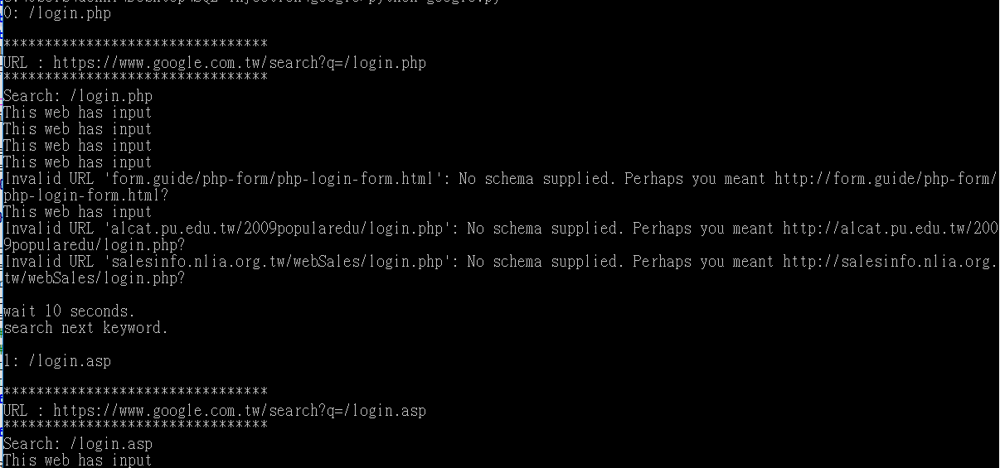 0: /login.php
********************************
URL : https://www.google.com.tw/search?q=/login.php
********************************
Search: /login.php
This web has input
This web has input
This web has input
This web has input
Invalid URL 'form.guide/php-form/php-login-form.html': No schema supplied. Perhaps you meant http://form.guide/php-form/
php-login-form.html?
This web has input
Invalid URL 'alcat.pu.edu.tw/2009popularedu/login.php': No schema supplied. Perhaps you meant http://alcat.pu.edu.tw/200
9popularedu/login.php?
Invalid URL 'salesinfo.nlia.org.tw/webSales/login.php': No schema supplied. Perhaps you meant http://salesinfo.nlia.org.
tw/webSales/login.php?
wait 10 seconds.
search next keyword.
1: /login.asp
********************************
URL : https://www.google.com.tw/search?q=/login.asp
********************************
Search: /login.asp
This web has input